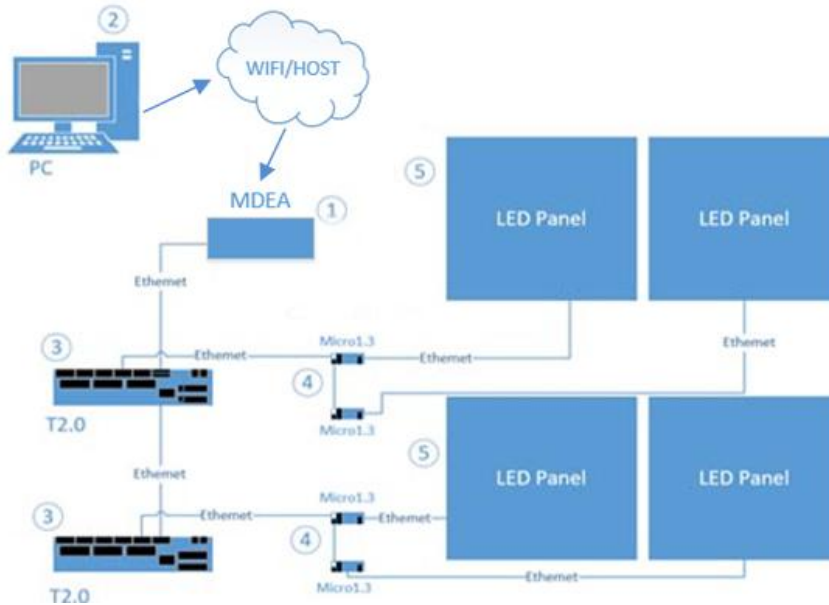 ②
WIFI/HOST
PC
MDEA
①
⑤
LED Panel
LED Panel
Ethernet
Ethernet
③
Ethernet
Micro1.3
Ethernet
④
T2.0
Micro1.3
⑤
LED Panel
LED Panel
Ethernet
③
Ethernet
Micro1.3
Ethernet
④
T2.0
Micro1.3
Ethernet